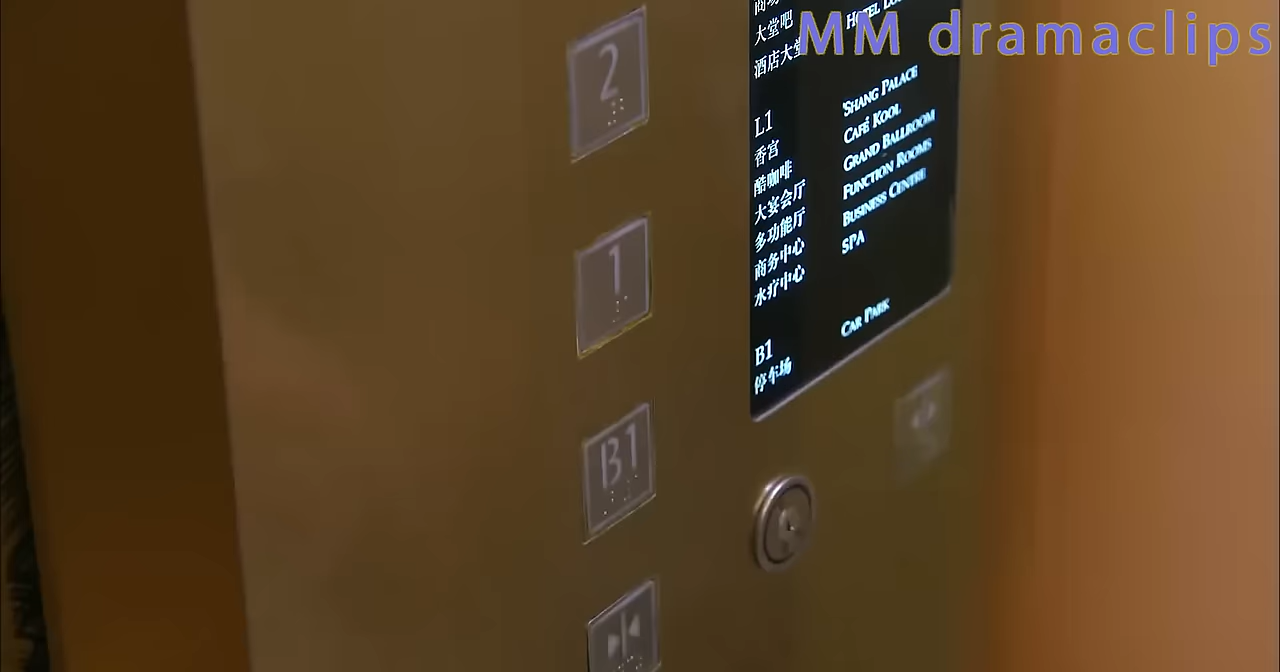 MM dramaclips
大堂吧
酒店大堂
2
L1
SHANG PALACE
香宫
CAFÉ KOOL
酷咖啡
GRAND BALLROOM
大宴会厅
FUNCTION ROOMS
多功能厅
BUSINESS CENTRE
商务中心
SPA
水疗中心
1
B1
CAR PARK
停车场
B1